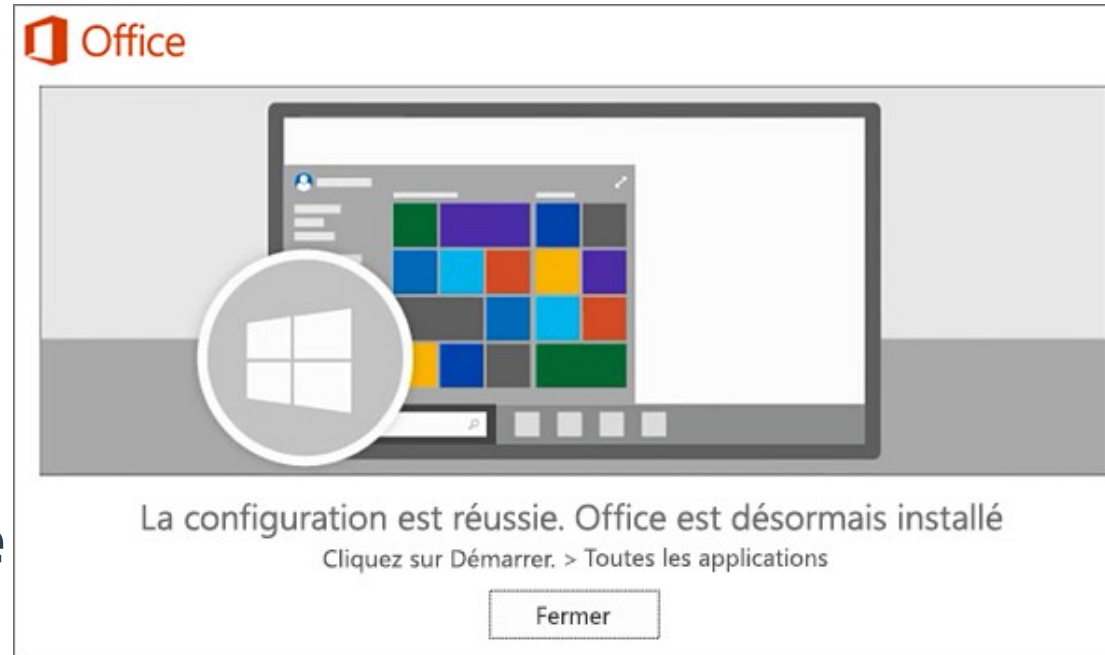 Office
La configuration est réussie. Office est désormais installé
Cliquez sur Démarrer. > Toutes les applications
Fermer